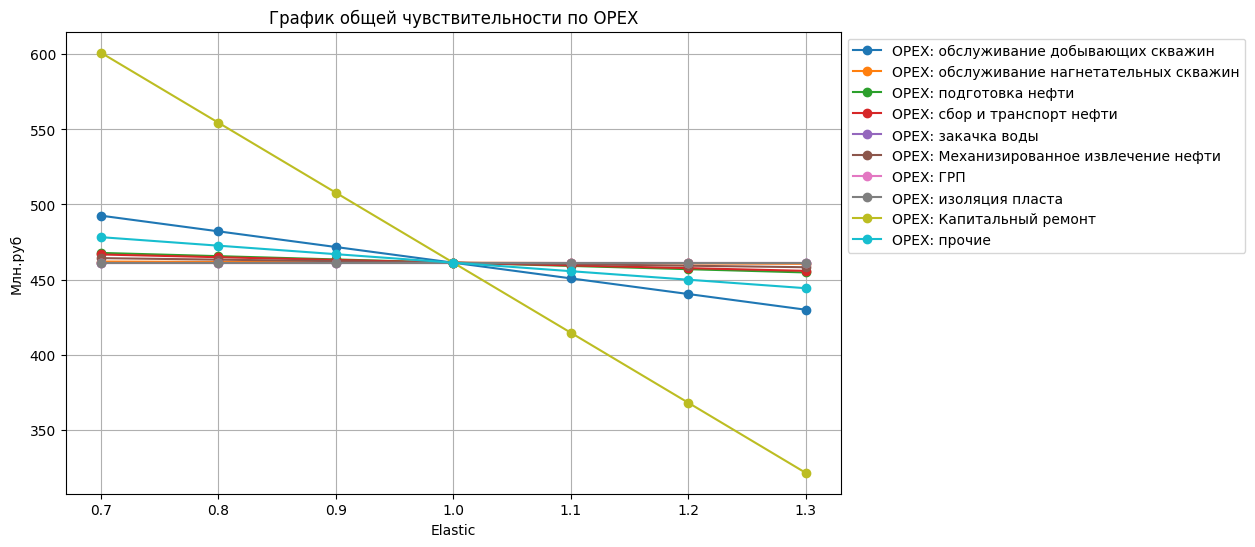 График общей чувствительности по OPEX
Млн.руб
600
550
500
450
400
350
0.7
0.8
0.9
1.0
1.1
1.2
1.3
Elastic
OPEX: обслуживание добывающих скважин
OPEX: обслуживание нагнетательных скважин
OPEX: подготовка нефти
OPEX: сбор и транспорт нефти
OPEX: закачка воды
OPEX: Механизированное извлечение нефти
OPEX: ГРП
OPEX: изоляция пласта
OPEX: Капитальный ремонт
OPEX: прочие